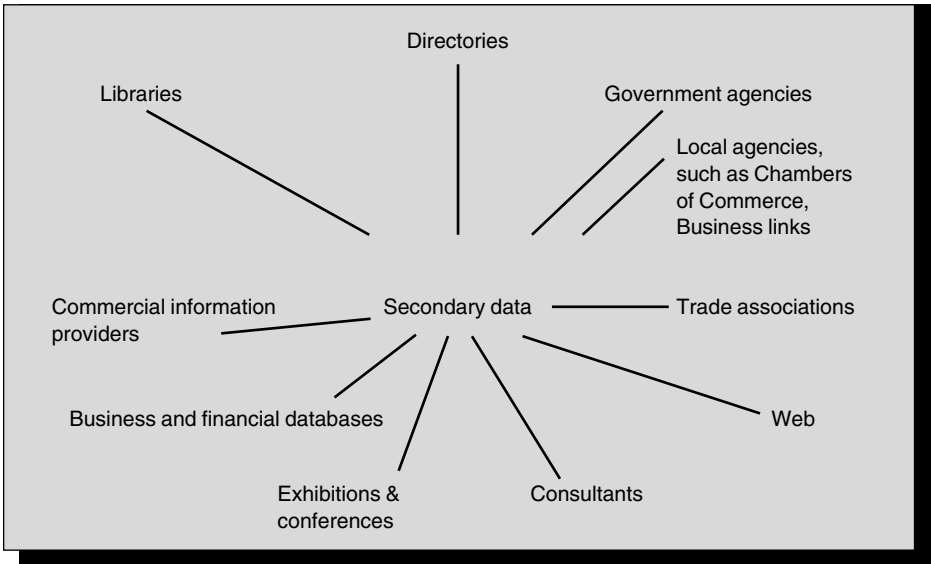 Directories
Libraries
Government agencies
Local agencies,
such as Chambers
of Commerce,
Business links
Commercial information
providers
Secondary data
Trade associations
Business and financial databases
Web
Exhibitions &
conferences
Consultants